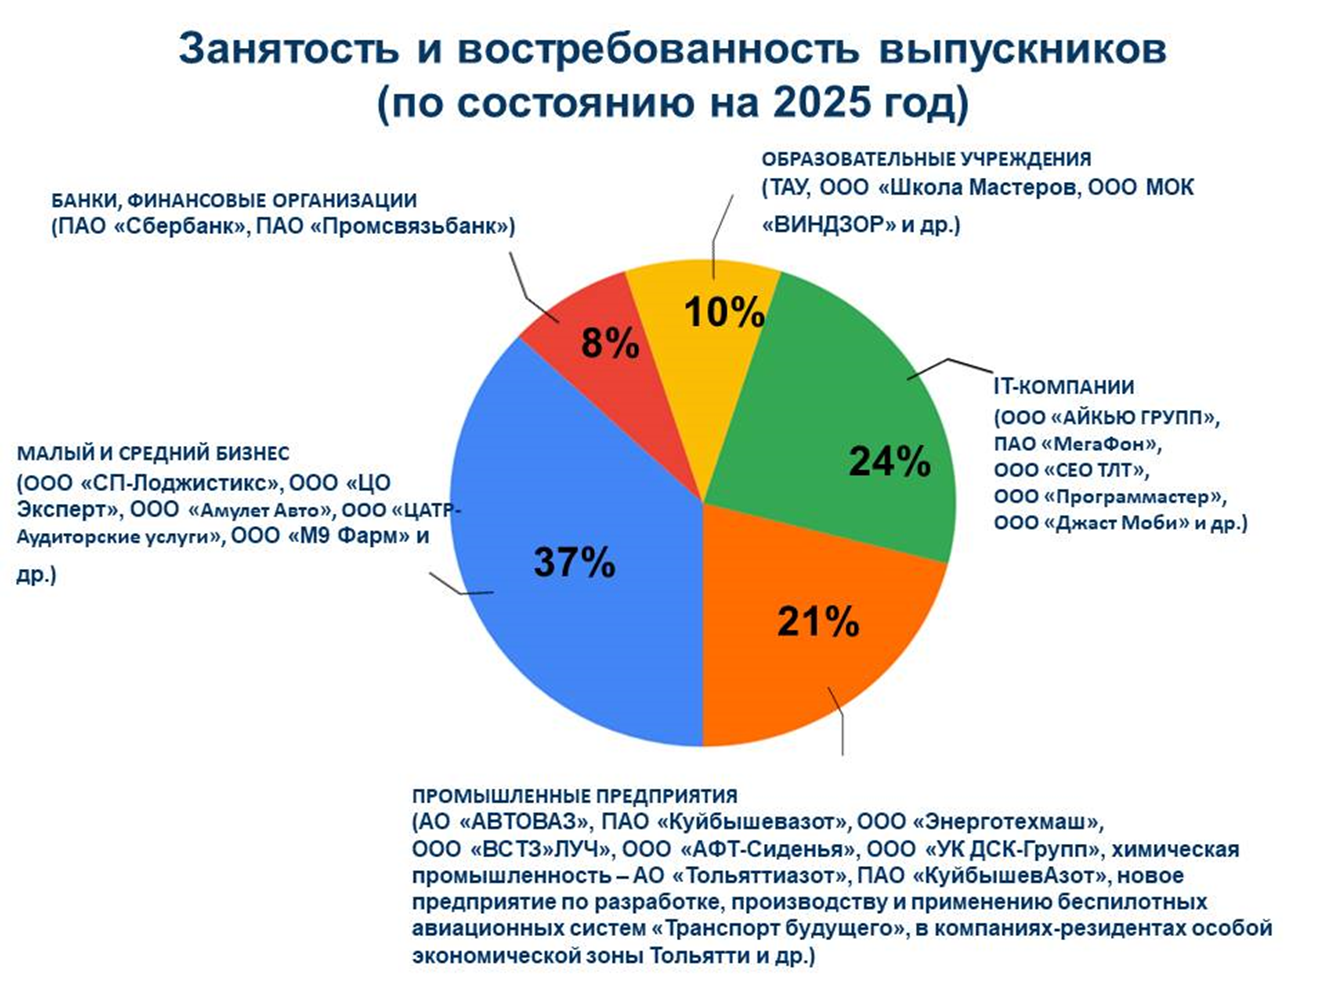 Занятость и востребованность выпускников
(по состоянию на 2025 год)
ОБРАЗОВАТЕЛЬНЫЕ УЧРЕЖДЕНИЯ
(ТАУ, ООО «Школа Мастеров, ООО МОК
«ВИНДЗОР» и др.)
БАНКИ, ФИНАНСОВЫЕ ОРГАНИЗАЦИИ
(ПАО «Сбербанк», ПАО «Промсвязьбанк»)
10%
8%
IT-КОМПАНИИ
(ООО «АЙКЬЮ ГРУПП»,
ПАО «МегаФон»,
ООО «СЕО ТЛТ»,
ООО «Программастер»,
ООО «Джаст Моби» и др.)
24%
МАЛЫЙ И СРЕДНИЙ БИЗНЕС
(ООО «СП-Лоджистикс», ООО «ЦО
Эксперт», ООО «Амулет Авто», ООО «ЦАТР-
Аудиторские услуги», ООО «М9 Фарм» и
др.)
37%
21%
ПРОМЫШЛЕННЫЕ ПРЕДПРИЯТИЯ
(АО «АВТОВАЗ», ПАО «Куйбышевазот», ООО «Энерготехмаш»,
ООО «ВСТЗ»ЛУЧ», ООО «АФТ-Сиденья», ООО «УК ДСК-Групп», химическая
промышленность – АО «Тольяттиазот», ПАО «КуйбышевАзот», новое
предприятие по разработке, производству и применению беспилотных
авиационных систем «Транспорт будущего», в компаниях-резидентах особой
экономической зоны Тольятти и др.)